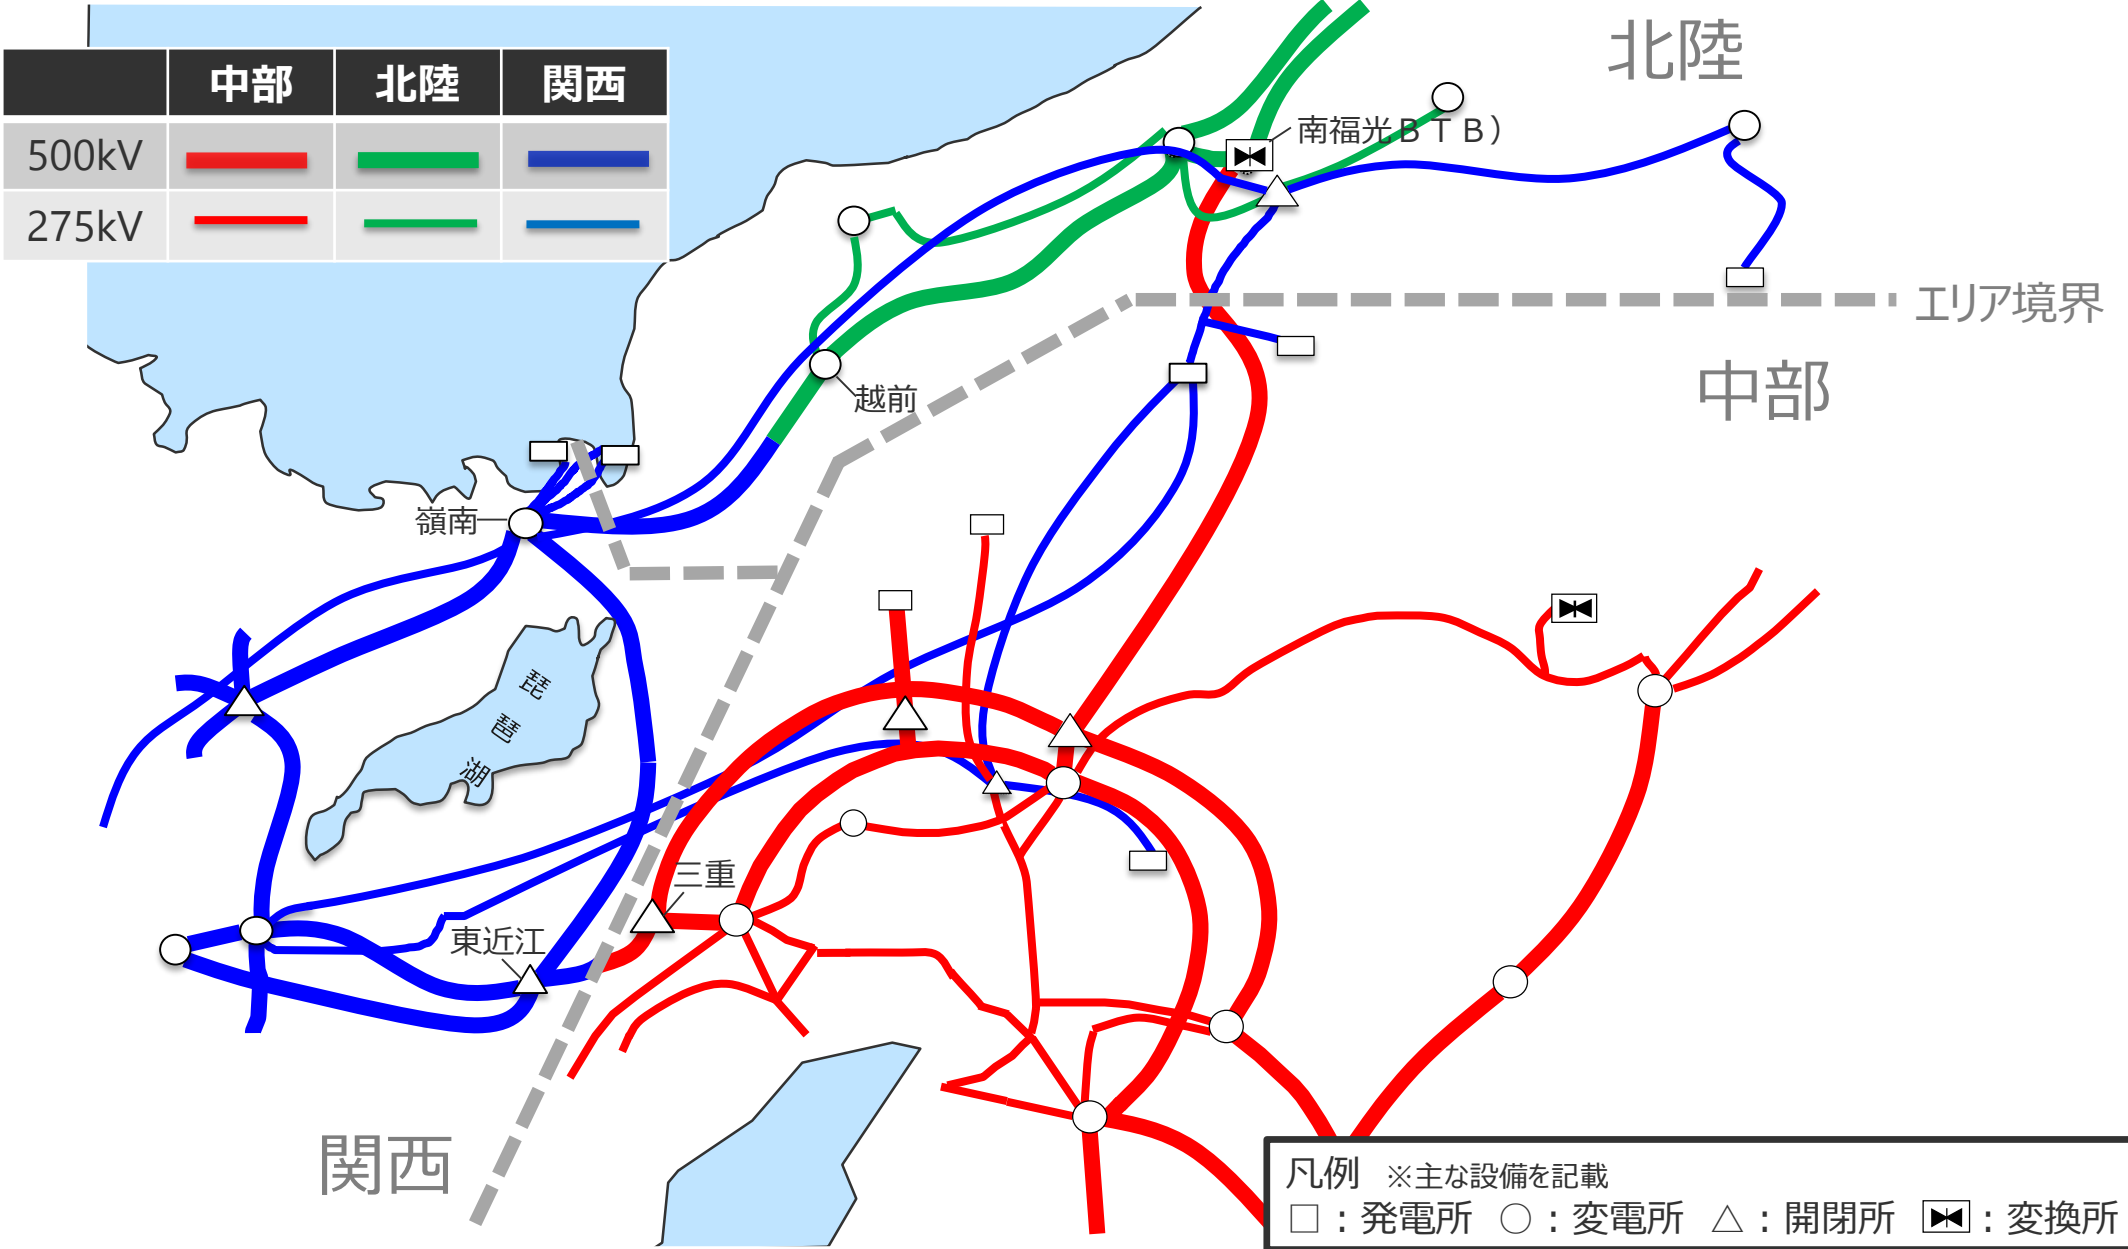 中部 北陸 関西
500kV
275kV
北陸
南福光ＢＴＢ）
エリア境界
中部
越前
嶺南
琵
琶
湖
三重
東近江
関西
凡例 ※主な設備を記載
□：発電所 ○：変電所 △：開閉所 ：変換所